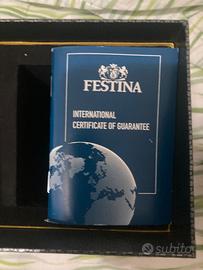 FESTINA
INTERNATIONAL
CERTIFICATE OF GUARANTEE
subito